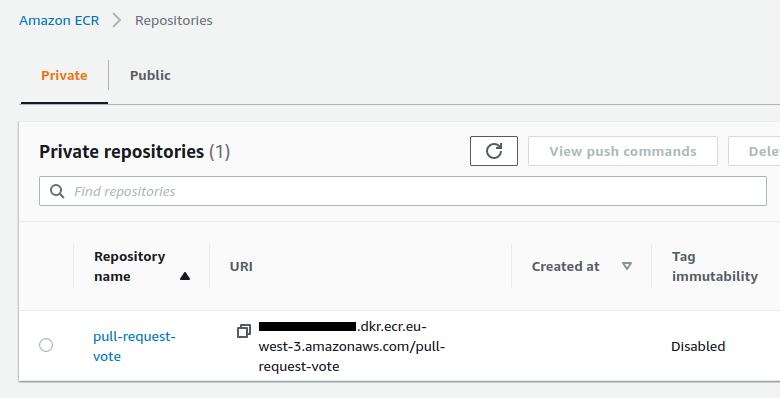 Amazon ECR > Repositories
Private Public
Private repositories (1)
View push commands
Dele
Find repositories
Repository name
URI
Created at
Tag immutability
pull-request-
vote
.dkr.ecr.eu-
west-3.amazonaws.com/pull-
request-vote
Disabled